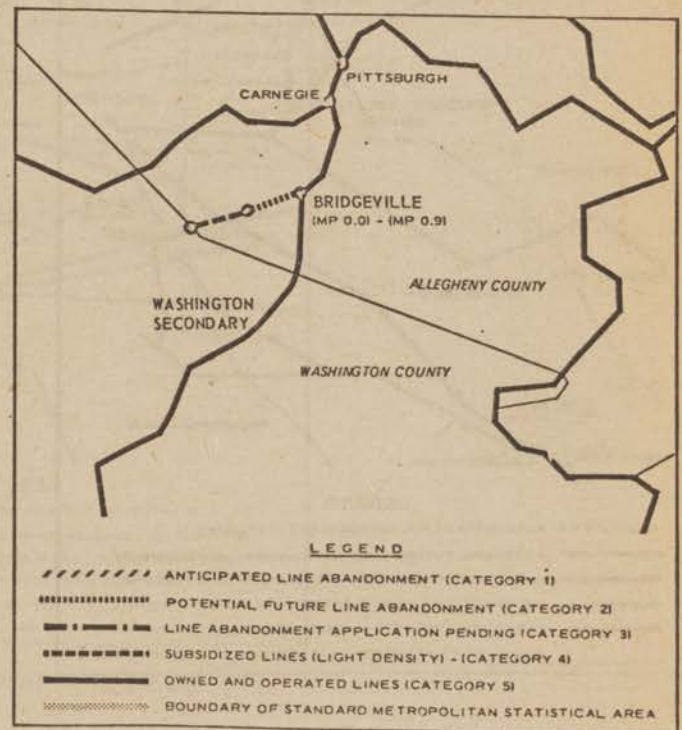 PITTSBURGH
CARNEGIE
BRIDGEVILLE
(MP 0.0) - (MP 0.9)
ALLEGHENY COUNTY
WASHINGTON
SECONDARY
WASHINGTON COUNTY
LEGEND
ANTICIPATED LINE ABANDONMENT (CATEGORY 1)
POTENTIAL FUTURE LINE ABANDONMENT (CATEGORY 2)
LINE ABANDONMENT APPLICATION PENDING (CATEGORY 3)
SUBSIDIZED LINES (LIGHT DENSITY) - (CATEGORY 4)
OWNED AND OPERATED LINES (CATEGORY 5)
BOUNDARY OF STANDARD METROPOLITAN STATISTICAL AREA